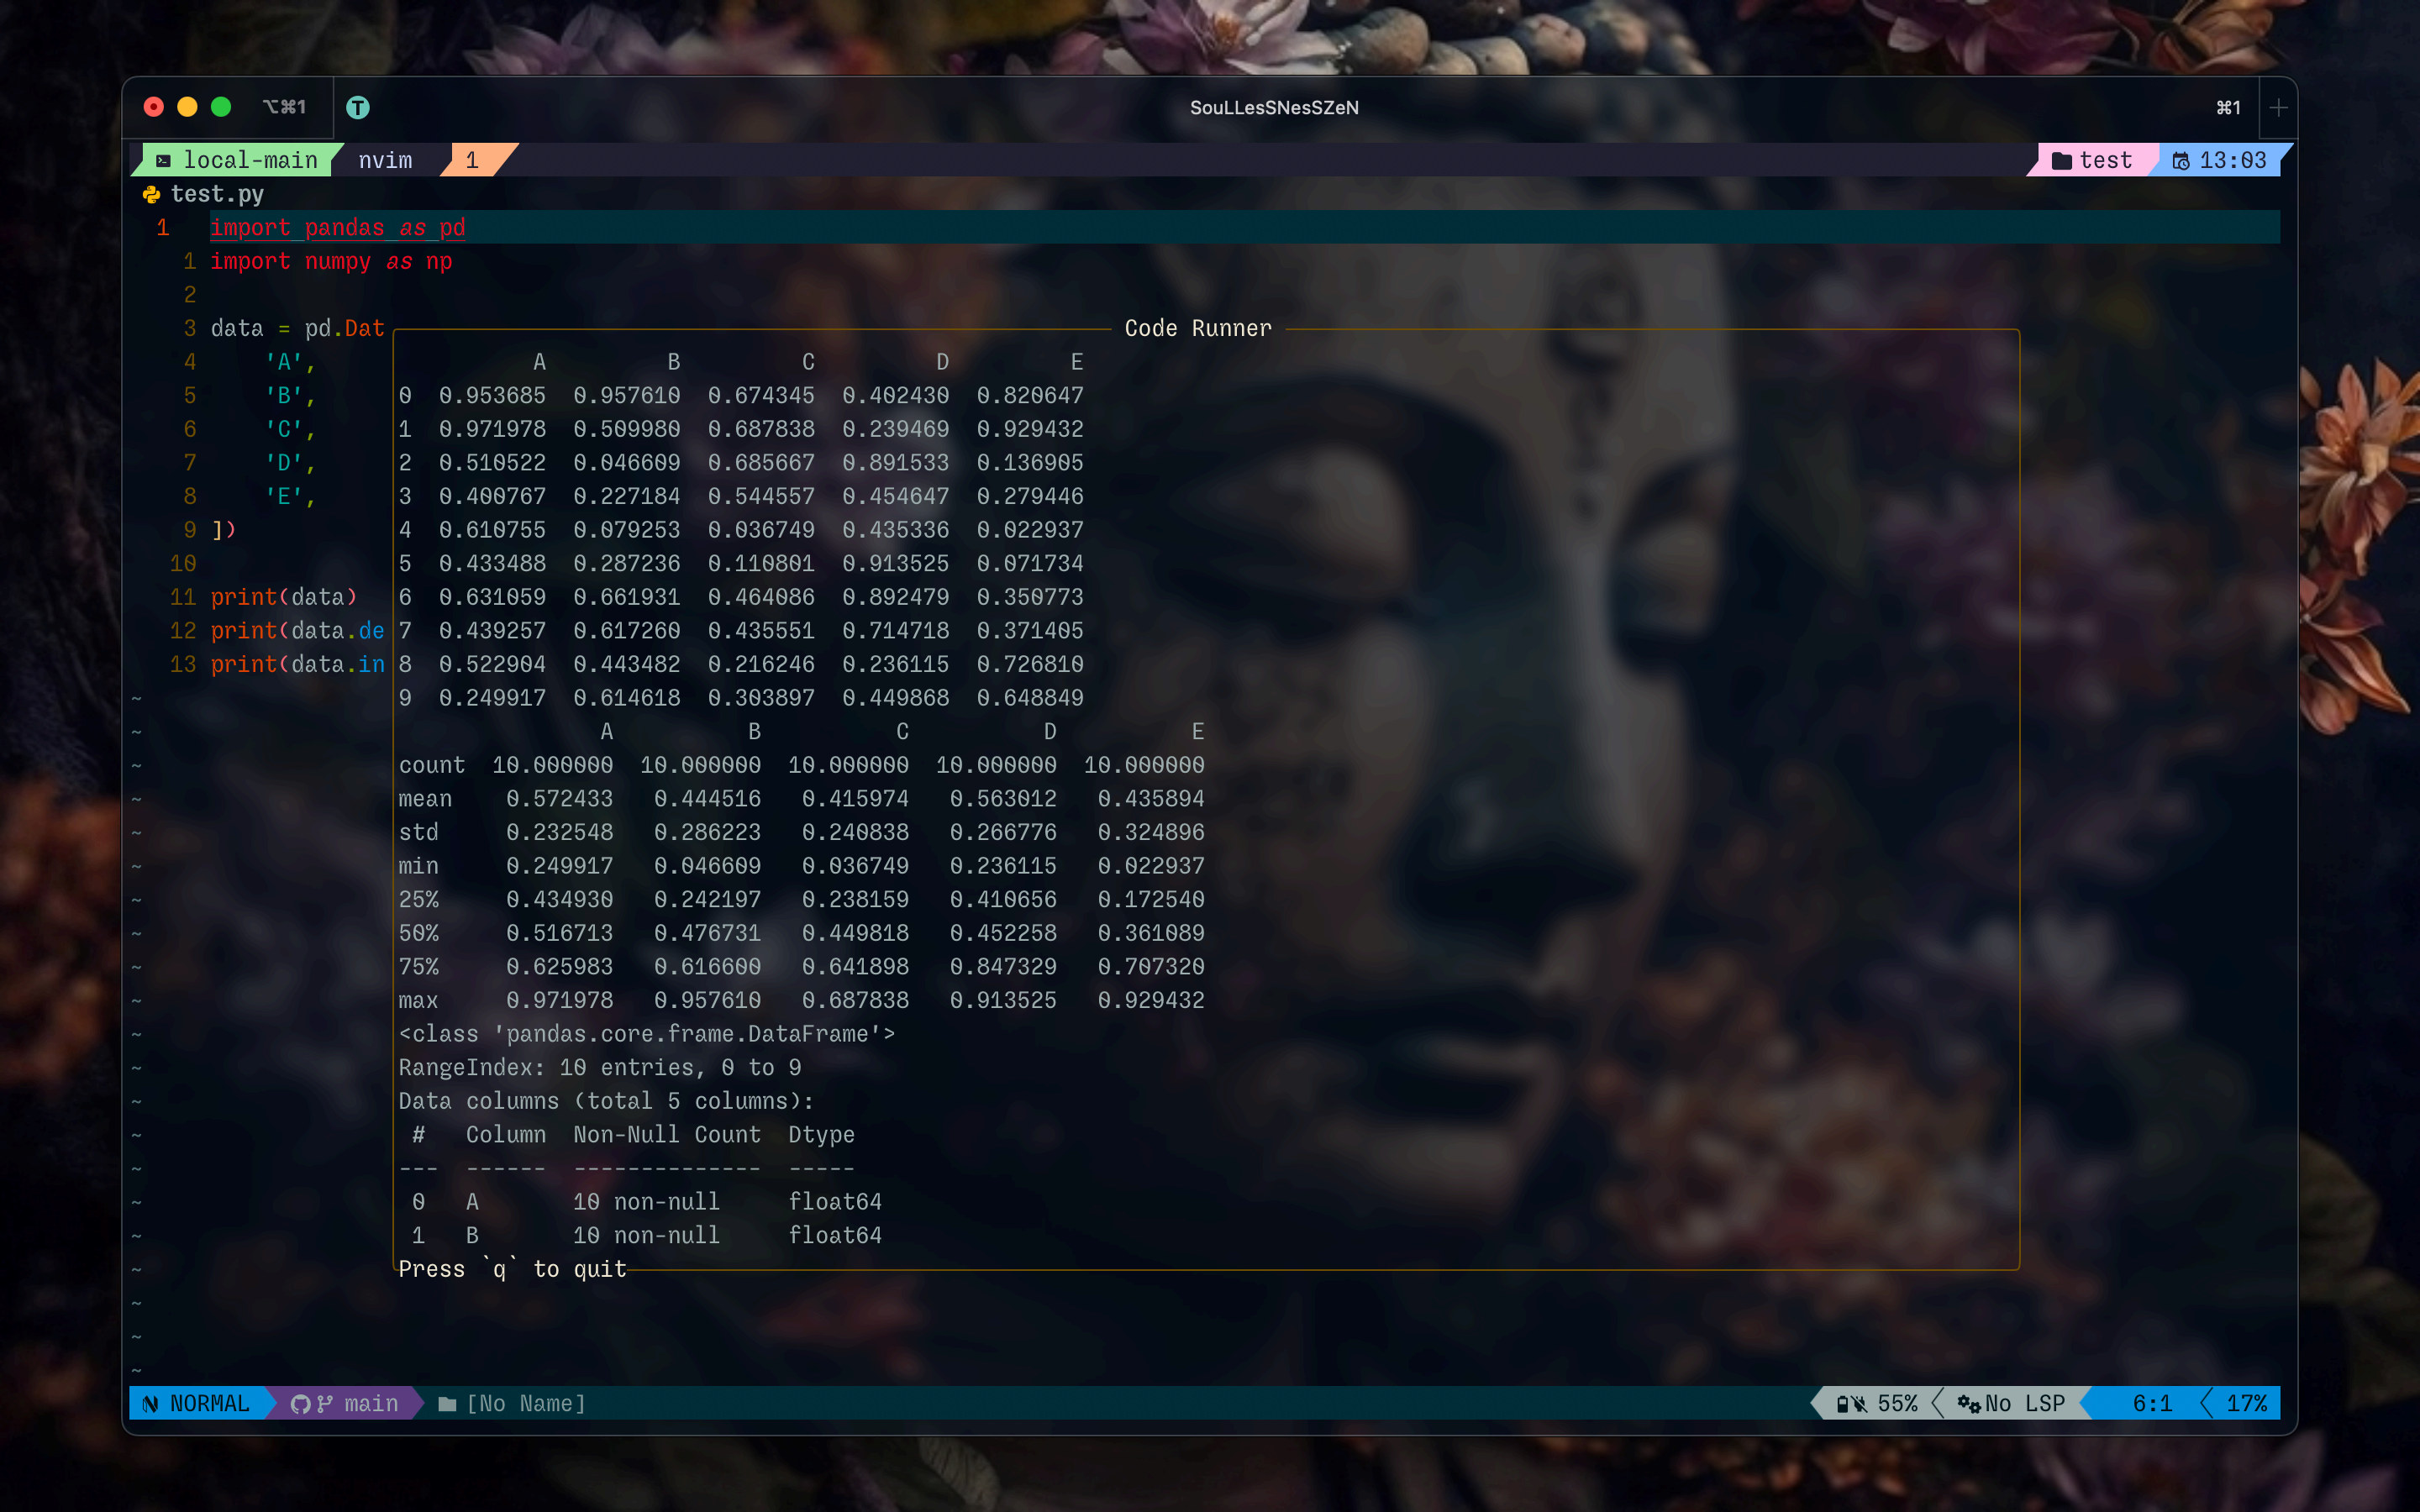 ⌥⌘1 T SouLLesSNesSZeN ⌘1
local-main nvim 1 test 13:03
test.py
1 import pandas as pd
1 import numpy as np
2
3 data = pd.Dat
Code Runner
4 'A', A B C D E
5 'B', 0 0.953685 0.957610 0.674345 0.402430 0.820647
6 'C', 1 0.971978 0.509980 0.687838 0.239469 0.929432
7 'D', 2 0.510522 0.046609 0.685667 0.891533 0.136905
8 'E', 3 0.400767 0.227184 0.544557 0.454647 0.279446
9 ]) 4 0.610755 0.079253 0.036749 0.435336 0.022937
10 5 0.433488 0.287236 0.110801 0.913525 0.071734
11 print(data) 6 0.631059 0.661931 0.464086 0.892479 0.350773
12 print(data.de 7 0.439257 0.617260 0.435551 0.714718 0.371405
13 print(data.in 8 0.522904 0.443482 0.216246 0.236115 0.726810
~ 9 0.249917 0.614618 0.303897 0.449868 0.648849
~ A B C D E
~ count 10.000000 10.000000 10.000000 10.000000 10.000000
~ mean 0.572433 0.444516 0.415974 0.563012 0.435894
~ std 0.232548 0.286223 0.240838 0.266776 0.324896
~ min 0.249917 0.046609 0.036749 0.236115 0.022937
~ 25% 0.434930 0.242197 0.238159 0.410656 0.172540
~ 50% 0.516713 0.476731 0.449818 0.452258 0.361089
~ 75% 0.625983 0.616600 0.641898 0.847329 0.707320
~ max 0.971978 0.957610 0.687838 0.913525 0.929432
~ <class 'pandas.core.frame.DataFrame'>
~ RangeIndex: 10 entries, 0 to 9
~ Data columns (total 5 columns):
~ # Column Non-Null Count Dtype
~ --- ------ -------------- -----
~ 0 A 10 non-null float64
~ 1 B 10 non-null float64
~ Press `q` to quit
~
~
~
NORMAL main [No Name] 55% No LSP 6:1 17%